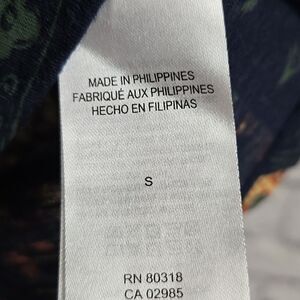 MADE IN PHILIPPINES
FABRIQUÉ AUX PHILIPPINES
HECHO EN FILIPINAS
S
RN 80318
CA 02985